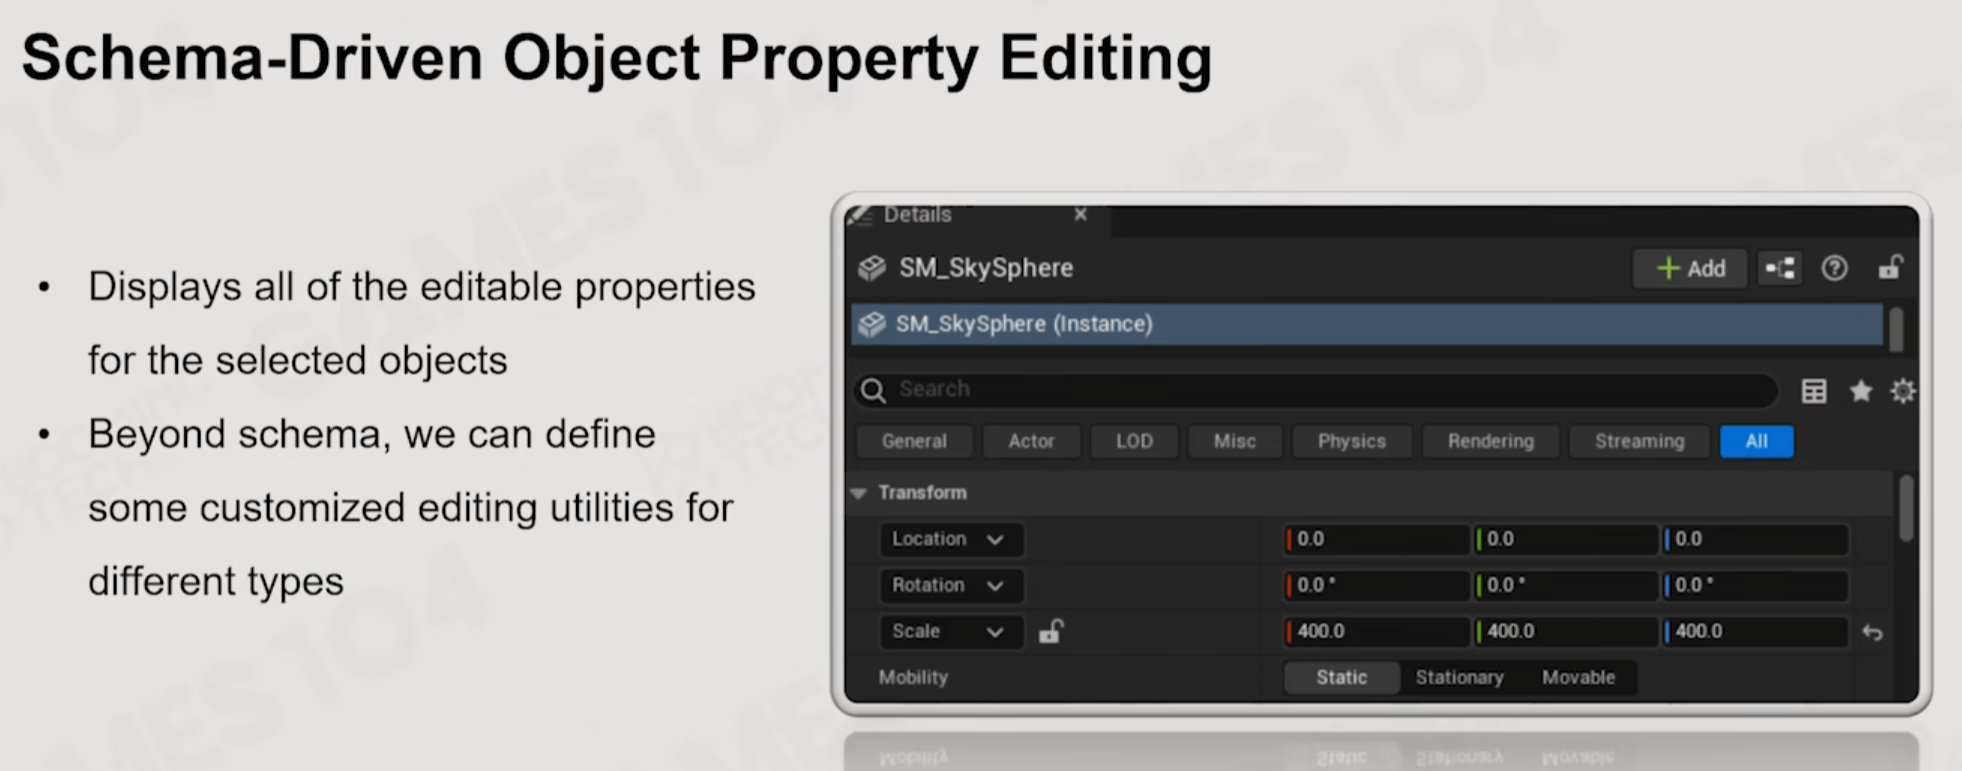 Schema-Driven Object Property Editing
• Displays all of the editable properties
for the selected objects
• Beyond schema, we can define
some customized editing utilities for
different types
Details ×
SM_SkySphere + Add
SM_SkySphere (Instance)
Search
General Actor LOD Misc Physics Rendering Streaming All
Transform
Location 0.0 0.0 0.0
Rotation 0.0 ° 0.0 ° 0.0 °
Scale 400.0 400.0 400.0
Mobility Static Stationary Movable
GAMES 104